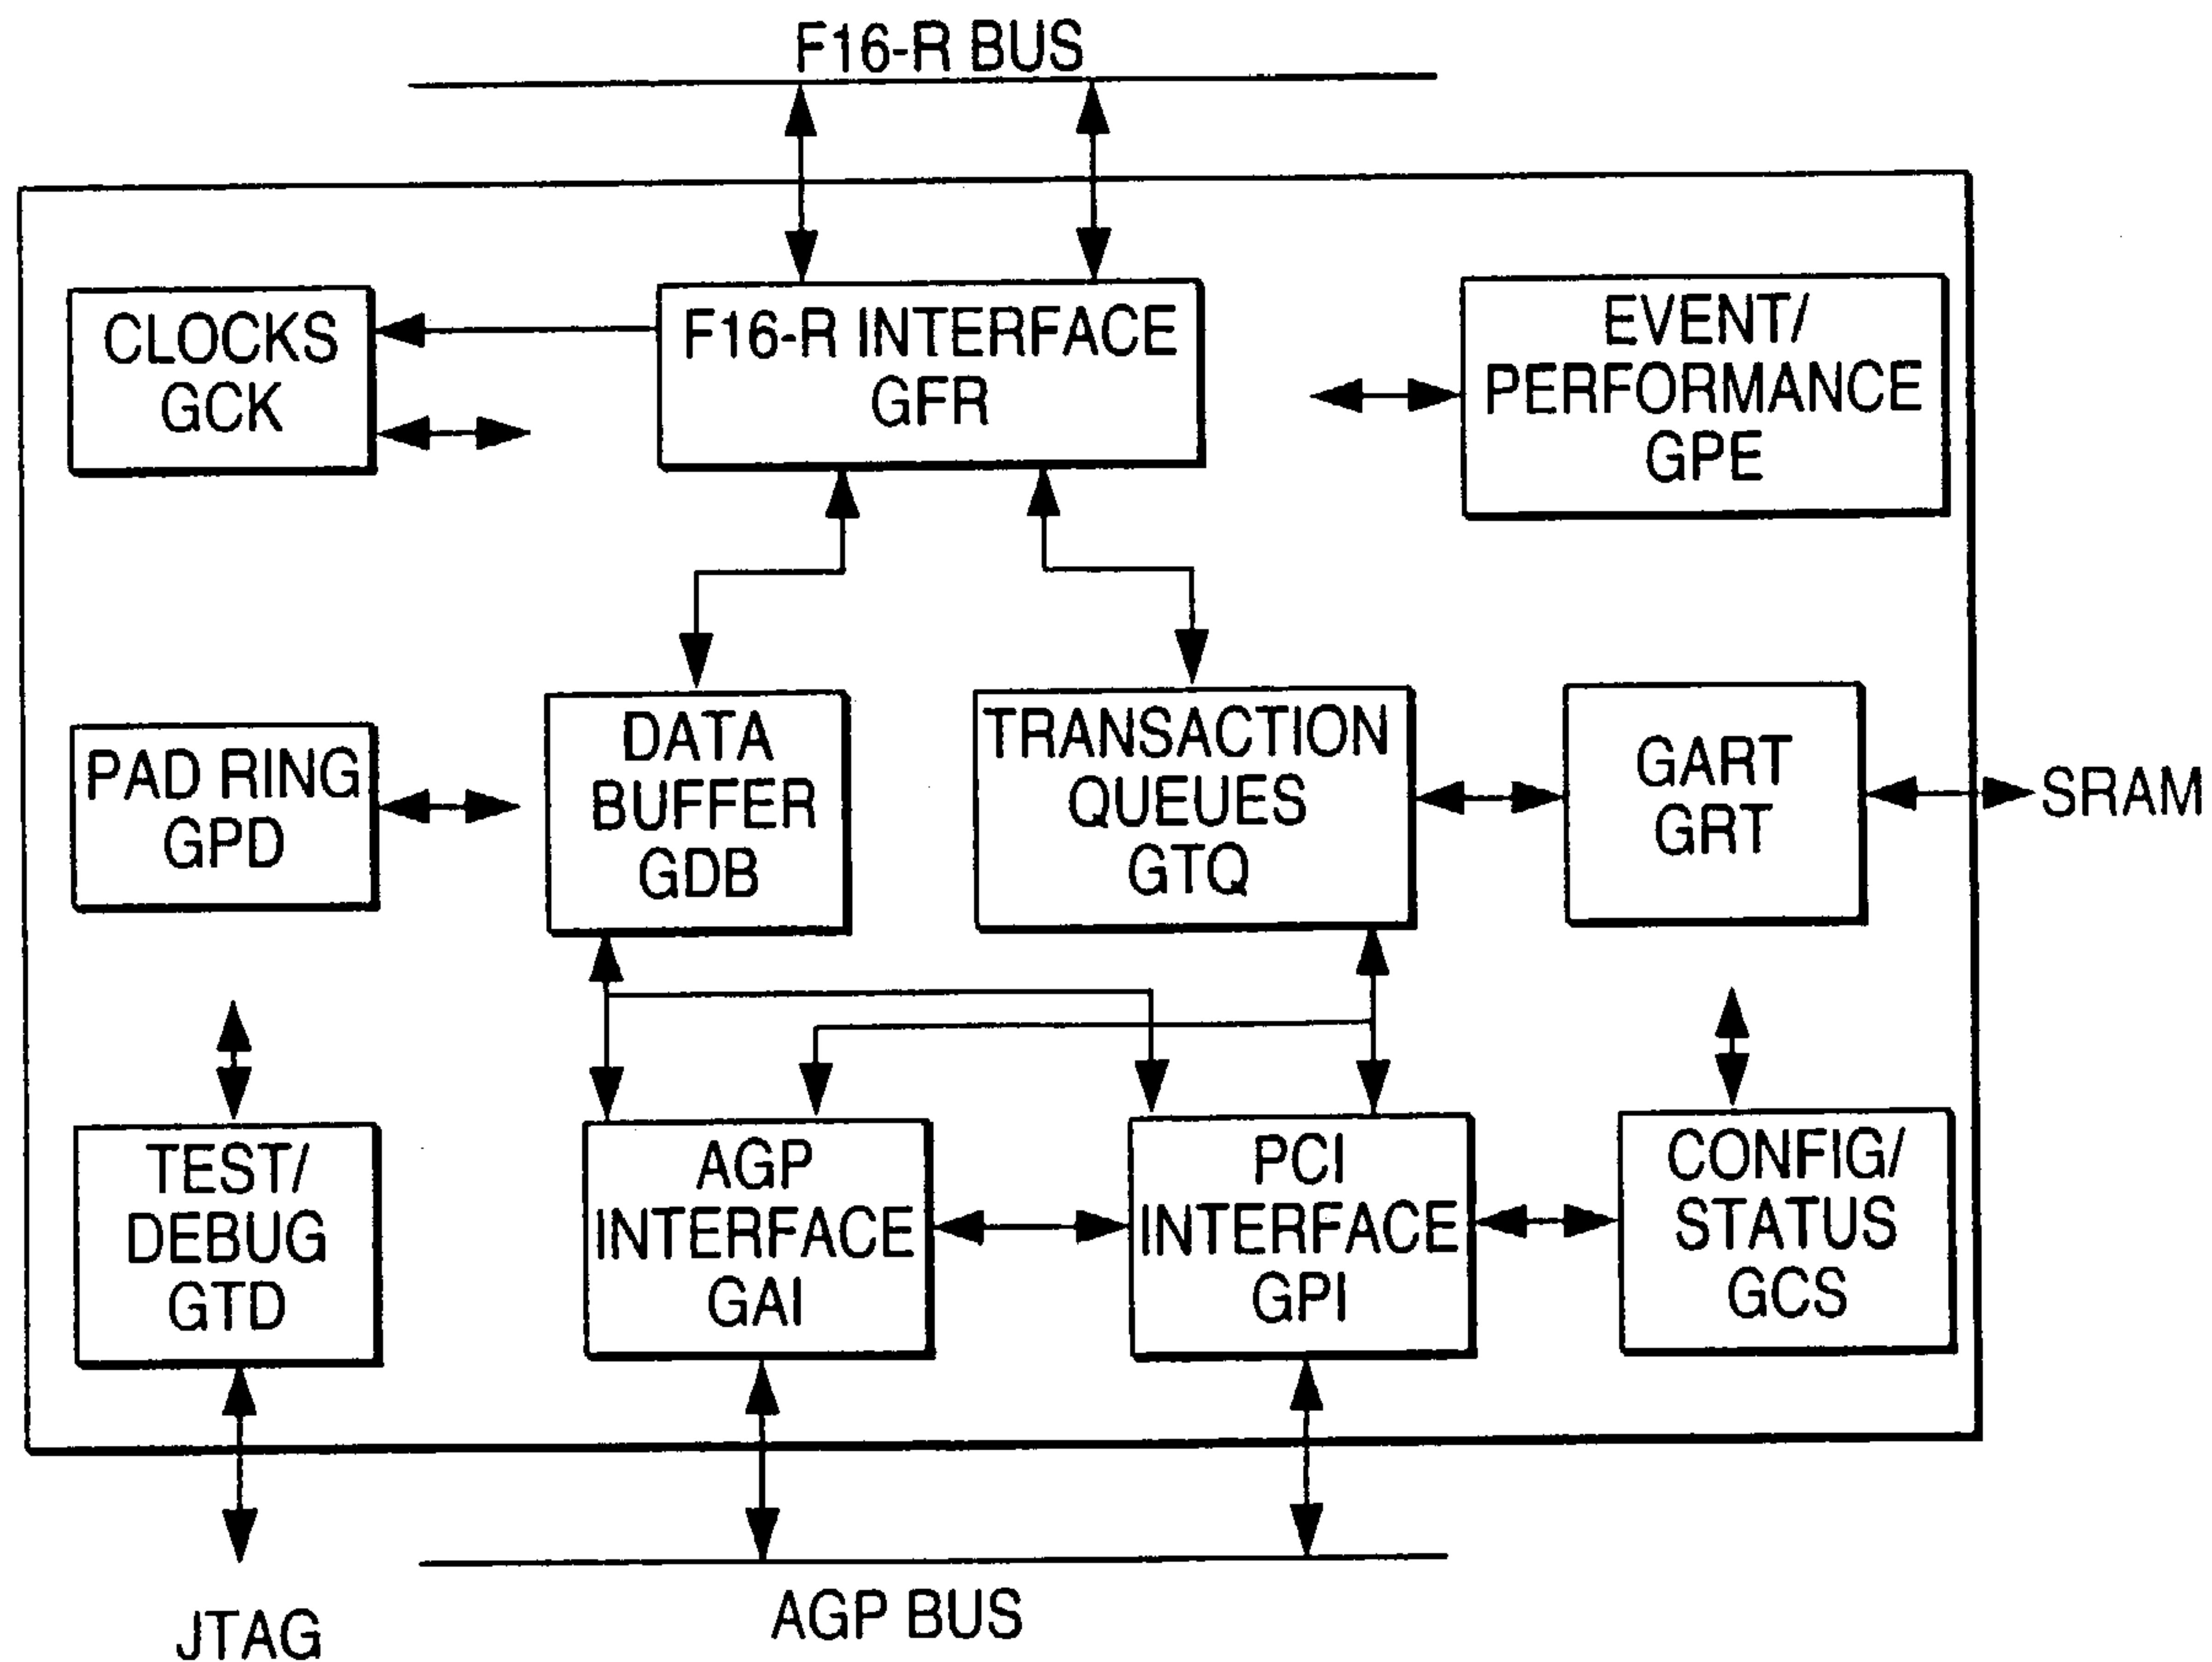 F16-R BUS
CLOCKS
GCK
F16-R INTERFACE
GFR
EVENT/
PERFORMANCE
GPE
PAD RING
GPD
DATA
BUFFER
GDB
TRANSACTION
QUEUES
GTQ
GART
GRT
SRAM
TEST/
DEBUG
GTD
AGP
INTERFACE
GAI
PCI
INTERFACE
GPI
CONFIG/
STATUS
GCS
JTAG
AGP BUS